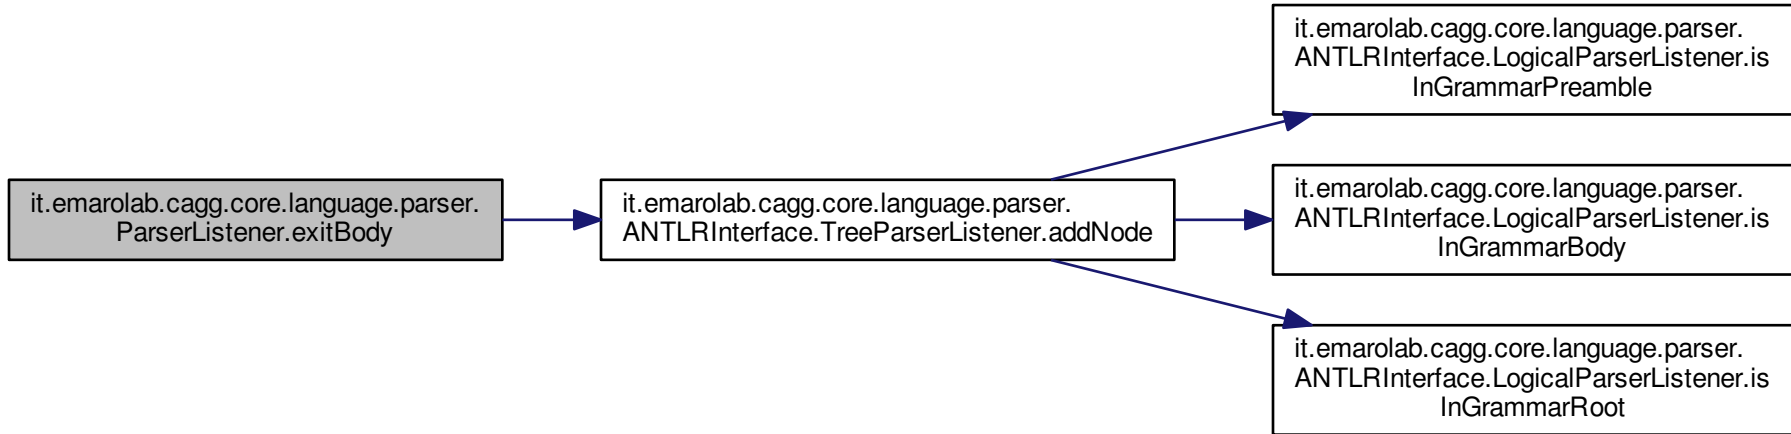 it.emarolab.cagg.core.language.parser.
ParserListener.exitBody
it.emarolab.cagg.core.language.parser.
ANTLRInterface.TreeParserListener.addNode
it.emarolab.cagg.core.language.parser.
ANTLRInterface.LogicalParserListener.is
InGrammarPreamble
it.emarolab.cagg.core.language.parser.
ANTLRInterface.LogicalParserListener.is
InGrammarBody
it.emarolab.cagg.core.language.parser.
ANTLRInterface.LogicalParserListener.is
InGrammarRoot